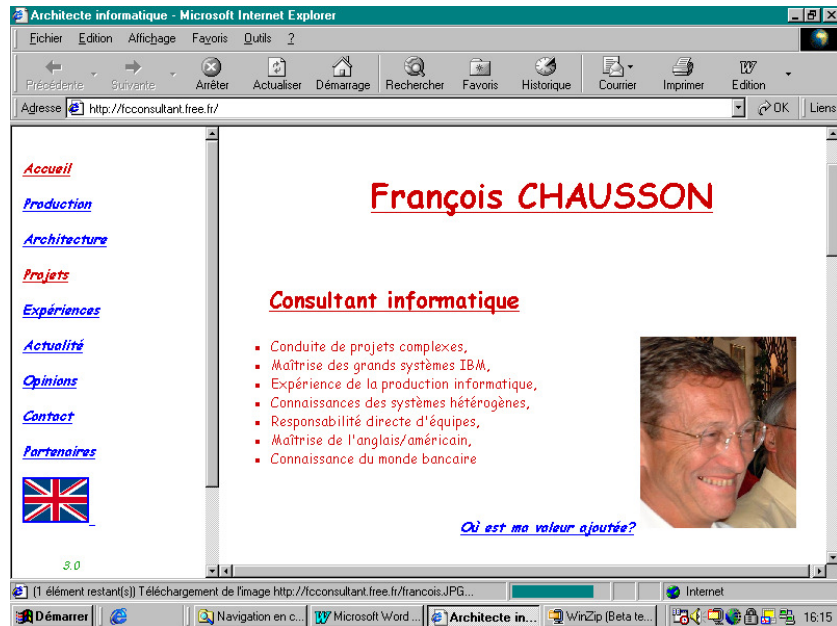 Architecte informatique - Microsoft Internet Explorer
Fichier Edition Affichage Favoris Outils ?
Précédente Suivante Arrêter Actualiser Démarrage Rechercher Favoris Historique Courrier Imprimer Edition
Adresse http://fcconsultant.free.fr/ OK Liens
Accueil
Production
Architecture
Projets
Expériences
Actualité
Opinions
Contact
Partenaires
3.0
François CHAUSSON
Consultant informatique
Conduite de projets complexes,
Maîtrise des grands systèmes IBM,
Expérience de la production informatique,
Connaissances des systèmes hétérogènes,
Responsabilité directe d'équipes,
Maîtrise de l'anglais/américain,
Connaissance du monde bancaire
Où est ma valeur ajoutée?
(1 élément restant(s)) Téléchargement de l'image http://fcconsultant.free.fr/francois.JPG... Internet
Démarrer Navigation en c... Microsoft Word ... Architecte in... WinZip (Beta te... 16:15